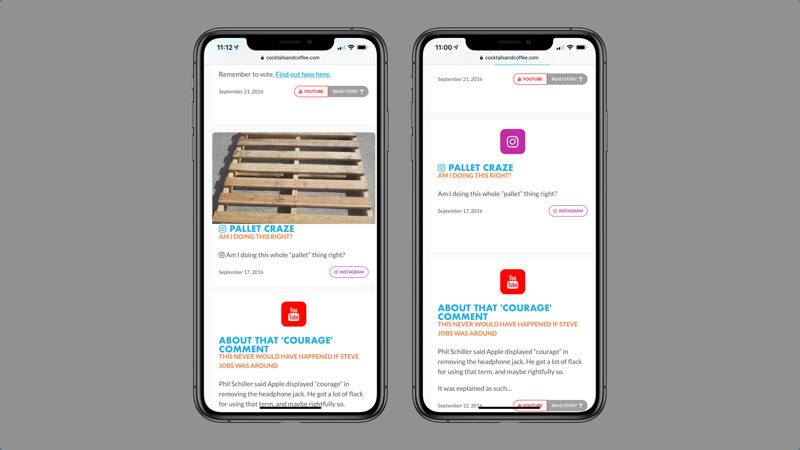 11:12
cocktailsandcoffee.com
Remember to vote. Find out how here.
September 21, 2016
YOUTUBE
READ STORY
PALLET CRAZE
AM I DOING THIS RIGHT?
Am I doing this whole "pallet" thing right?
September 17, 2016
INSTAGRAM
You
Tube
ABOUT THAT 'COURAGE'
COMMENT
THIS NEVER WOULD HAVE HAPPENED IF STEVE
JOBS WAS AROUND
Phil Schiller said Apple displayed "courage" in
removing the headphone jack. He got a lot of flack
for using that term, and maybe rightfully so.
11:00
cocktailsandcoffee.com
September 21, 2016
YOUTUBE
READ STORY
PALLET CRAZE
AM I DOING THIS RIGHT?
Am I doing this whole "pallet" thing right?
September 17, 2016
INSTAGRAM
You
Tube
ABOUT THAT 'COURAGE'
COMMENT
THIS NEVER WOULD HAVE HAPPENED IF STEVE
JOBS WAS AROUND
Phil Schiller said Apple displayed "courage" in
removing the headphone jack. He got a lot of flack
for using that term, and maybe rightfully so.
It was explained as such...
September 12, 2016
YOUTUBE
READ STORY